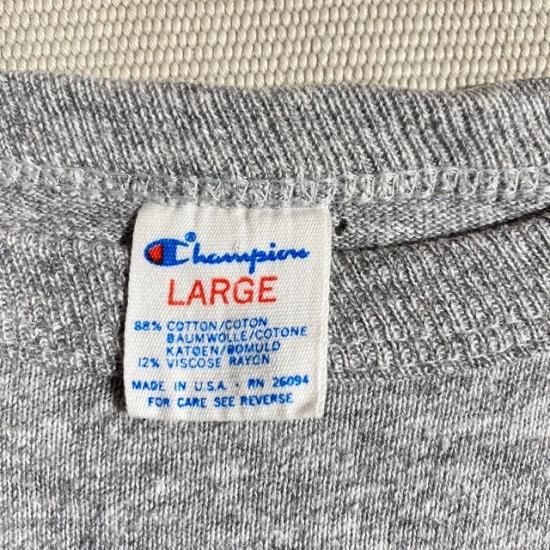 Champion
LARGE
88% COTTON/COTON
BAUMWOLLE/COTONE
KATOEN/BOMULD
12% VISCOSE RAYON
MADE IN U.S.A. • RN 26094
FOR CARE SEE REVERSE